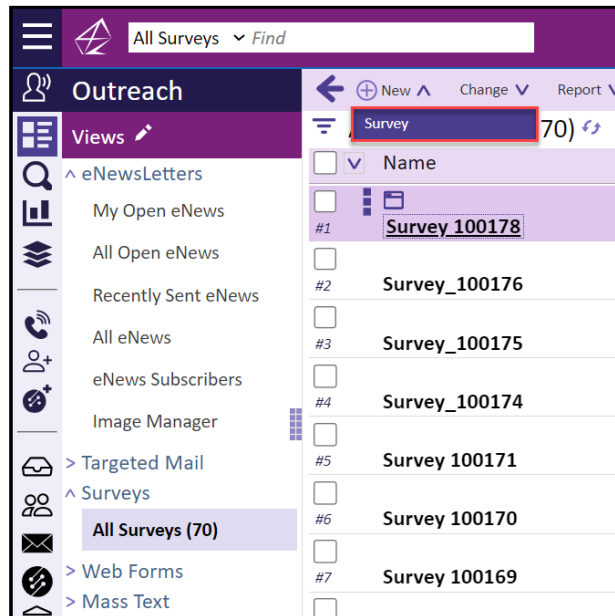 All Surveys Find
Outreach
New Change Report
Views
Survey
70)
eNewsLetters
Name
My Open eNews
#1 Survey 100178
All Open eNews
#2 Survey_100176
Recently Sent eNews
All eNews
#3 Survey_100175
eNews Subscribers
#4 Survey_100174
Image Manager
> Targeted Mail
#5 Survey 100171
Surveys
All Surveys (70)
#6 Survey 100170
> Web Forms
#7 Survey 100169
> Mass Text